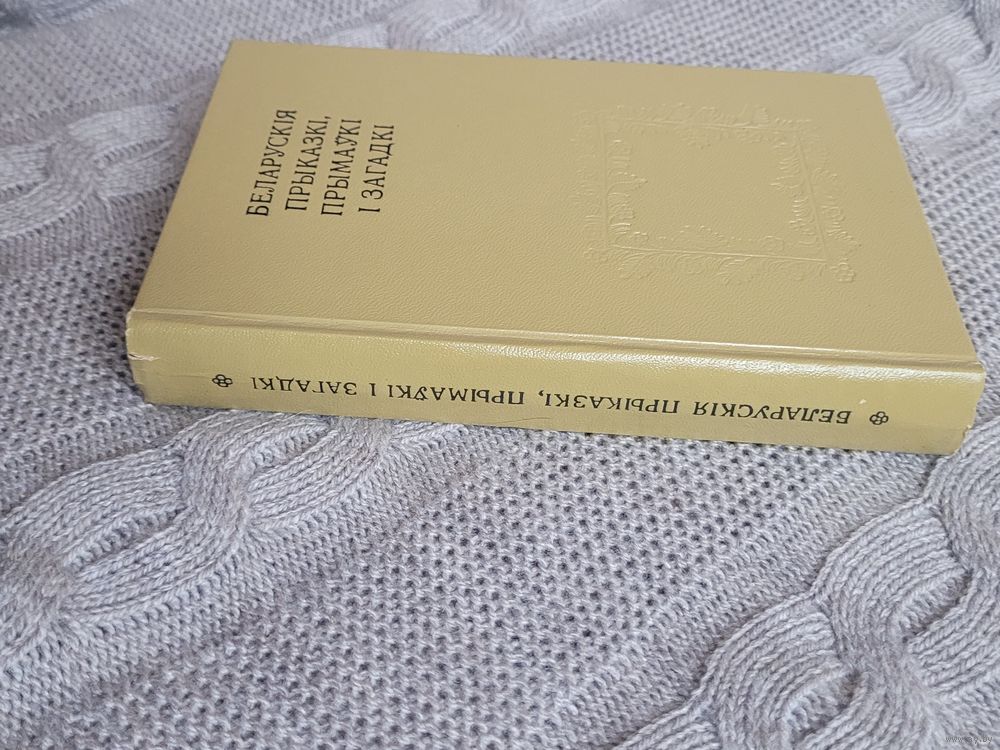 БЕЛАРУСКІЯ
ПРЫКАЗКІ,
ПРЫМАЎКІ
І ЗАГАДКІ
БЕЛАРУСКІЯ ПРЫКАЗКІ, ПРЫМАЎКІ І ЗАГАДКІ